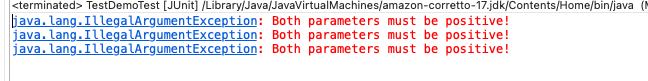 <terminated> TestDemoTest [JUnit] /Library/Java/JavaVirtualMachines/amazon-corretto-17.jdk/Contents/Home/bin/java (M
java.lang.IllegalArgumentException: Both parameters must be positive!
java.lang.IllegalArgumentException: Both parameters must be positive!
java.lang.IllegalArgumentException: Both parameters must be positive!